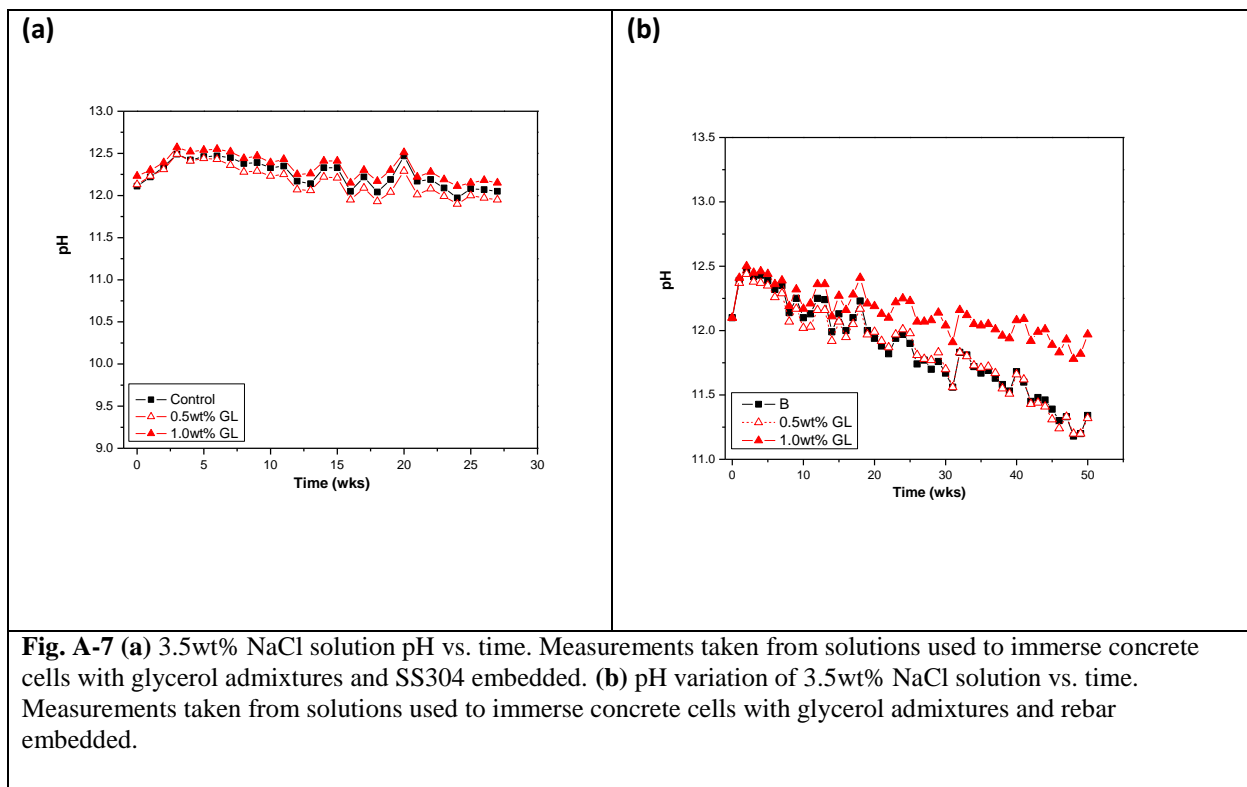 (a)
13.0
12.5
12.0
11.5
11.0
10.5
10.0
9.5
9.0
pH
Control
0.5wt% GL
1.0wt% GL
0 5 10 15 20 25 30
Time (wks)
(b)
13.5
13.0
12.5
12.0
11.5
11.0
pH
B
0.5wt% GL
1.0wt% GL
0 10 20 30 40 50
Time (wks)
Fig. A-7 (a) 3.5wt% NaCl solution pH vs. time. Measurements taken from solutions used to immerse concrete
cells with glycerol admixtures and SS304 embedded. (b) pH variation of 3.5wt% NaCl solution vs. time.
Measurements taken from solutions used to immerse concrete cells with glycerol admixtures and rebar
embedded.